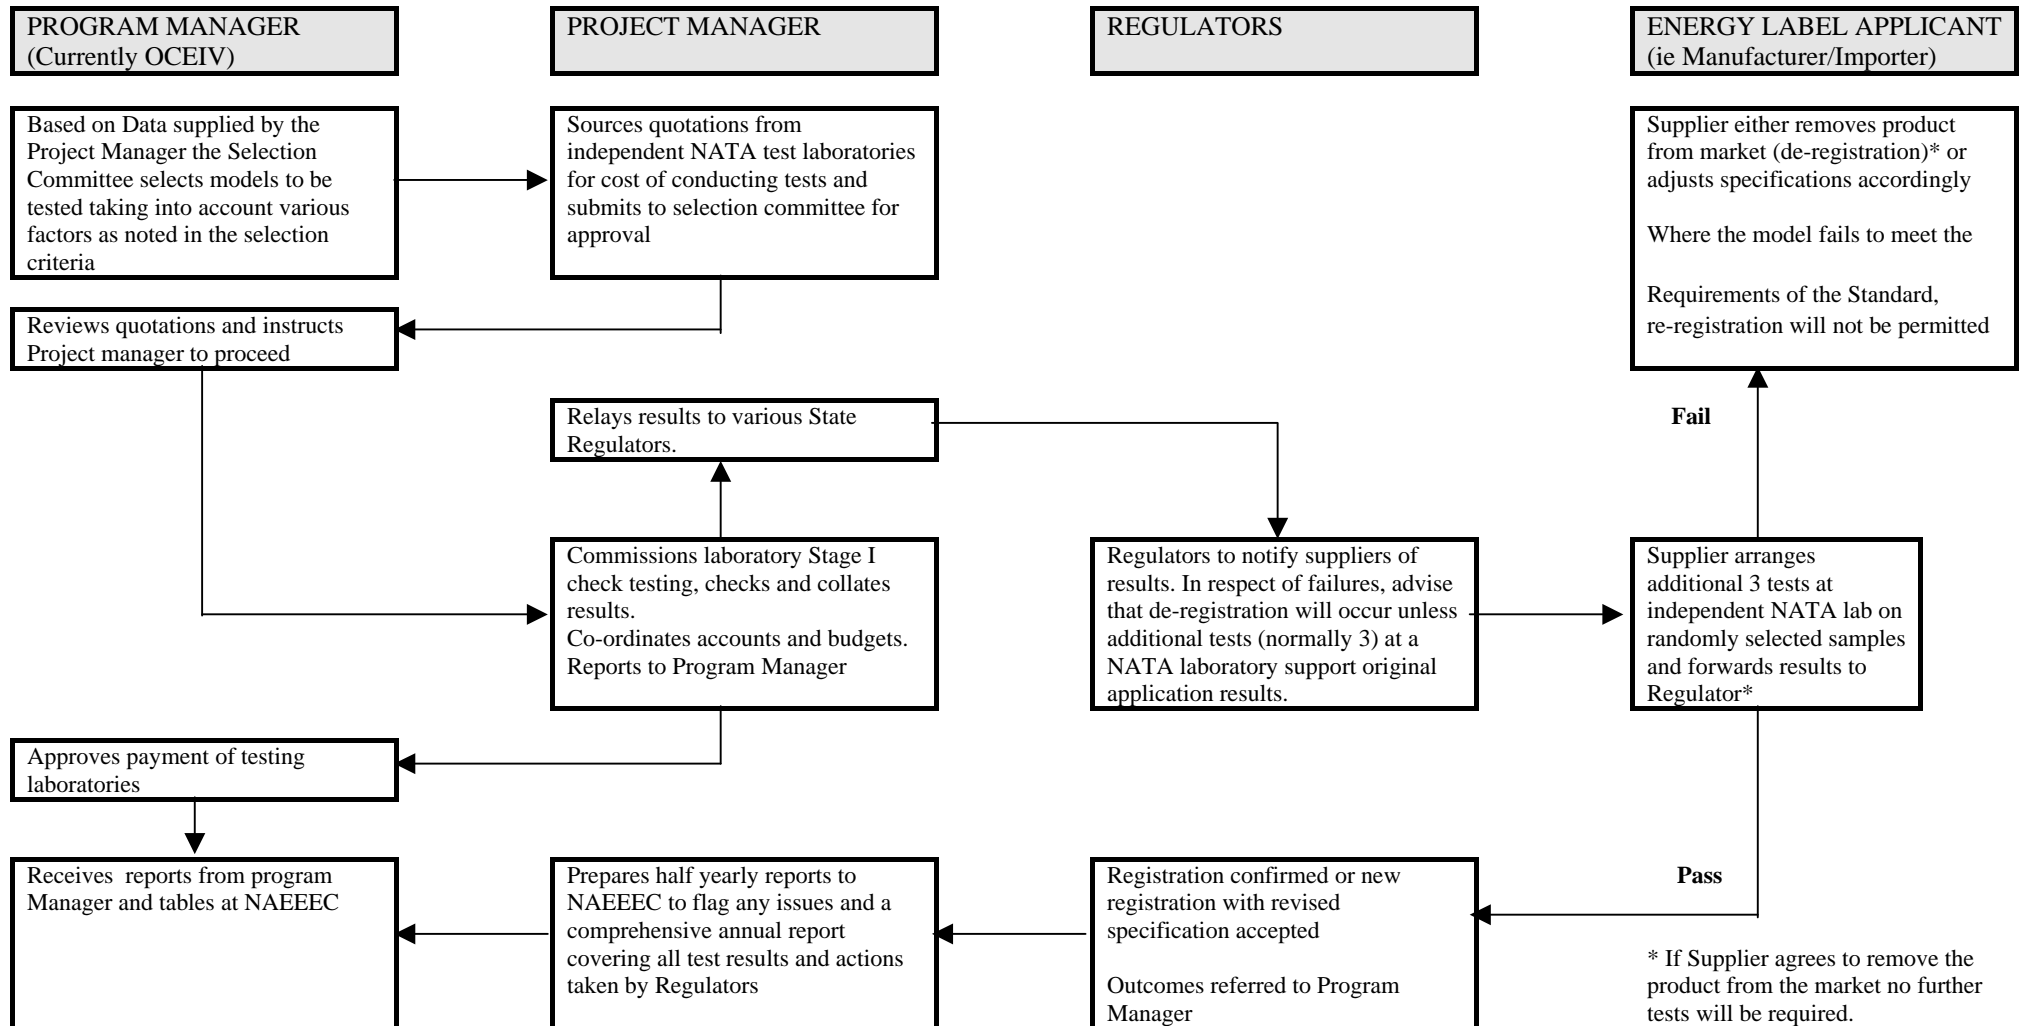 PROGRAM MANAGER
(Currently OCEIV)
PROJECT MANAGER
REGULATORS
ENERGY LABEL APPLICANT
(ie Manufacturer/Importer)
Based on Data supplied by the
Project Manager the Selection
Committee selects models to be
tested taking into account various
factors as noted in the selection
criteria
Sources quotations from
independent NATA test laboratories
for cost of conducting tests and
submits to selection committee for
approval
Supplier either removes product
from market (de-registration)* or
adjusts specifications accordingly
Where the model fails to meet the
Requirements of the Standard,
re-registration will not be permitted
Reviews quotations and instructs
Project manager to proceed
Relays results to various State
Regulators.
Fail
Commissions laboratory Stage I
check testing, checks and collates
results.
Co-ordinates accounts and budgets.
Reports to Program Manager
Regulators to notify suppliers of
results. In respect of failures, advise
that de-registration will occur unless
additional tests (normally 3) at a
NATA laboratory support original
application results.
Supplier arranges
additional 3 tests at
independent NATA lab on
randomly selected samples
and forwards results to
Regulator*
Approves payment of testing
laboratories
Receives  reports from program
Manager and tables at NAEEEC
Prepares half yearly reports to
NAEEEC to flag any issues and a
comprehensive annual report
covering all test results and actions
taken by Regulators
Registration confirmed or new
registration with revised
specification accepted
Outcomes referred to Program
Manager
Pass
* If Supplier agrees to remove the
product from the market no further
tests will be required.